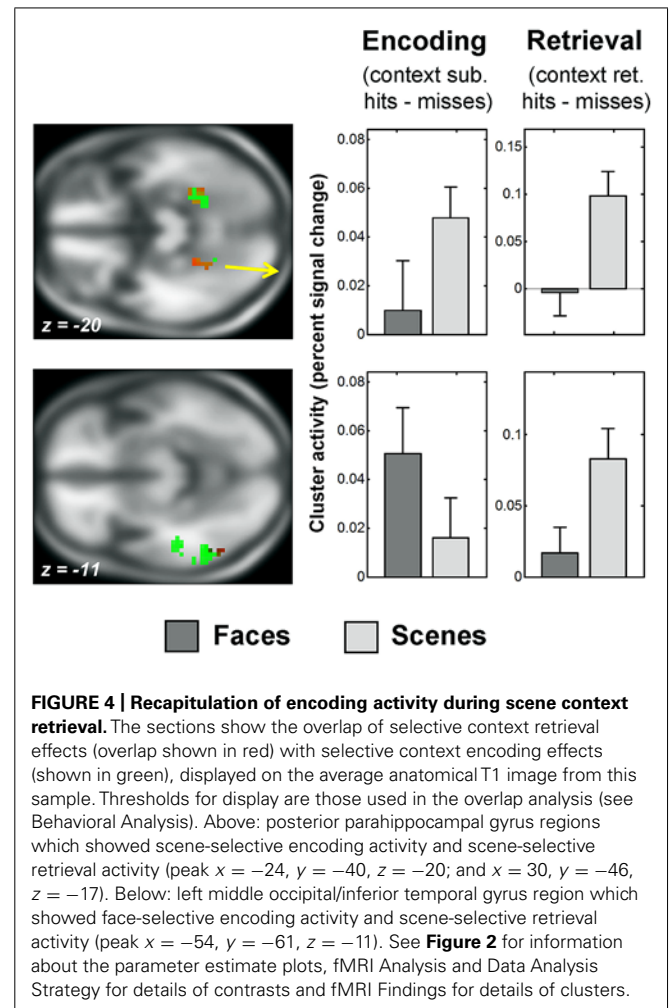 Encoding
(context sub.
hits - misses)
Retrieval
(context ret.
hits - misses)
z = -20
Cluster activity (percent signal change)
0.08
0.06
0.04
0.02
0
0.15
0.1
0.05
0
z = -11
0.08
0.06
0.04
0.02
0
0.1
0.05
0
Faces
Scenes
FIGURE 4 | Recapitulation of encoding activity during scene context
retrieval. The sections show the overlap of selective context retrieval
effects (overlap shown in red) with selective context encoding effects
(shown in green), displayed on the average anatomical T1 image from this
sample. Thresholds for display are those used in the overlap analysis (see
Behavioral Analysis). Above: posterior parahippocampal gyrus regions
which showed scene-selective encoding activity and scene-selective
retrieval activity (peak x = −24, y = −40, z = −20; and x = 30, y = −46,
z = −17). Below: left middle occipital/inferior temporal gyrus region which
showed face-selective encoding activity and scene-selective retrieval
activity (peak x = −54, y = −61, z = −11). See Figure 2 for information
about the parameter estimate plots, fMRI Analysis and Data Analysis
Strategy for details of contrasts and fMRI Findings for details of clusters.